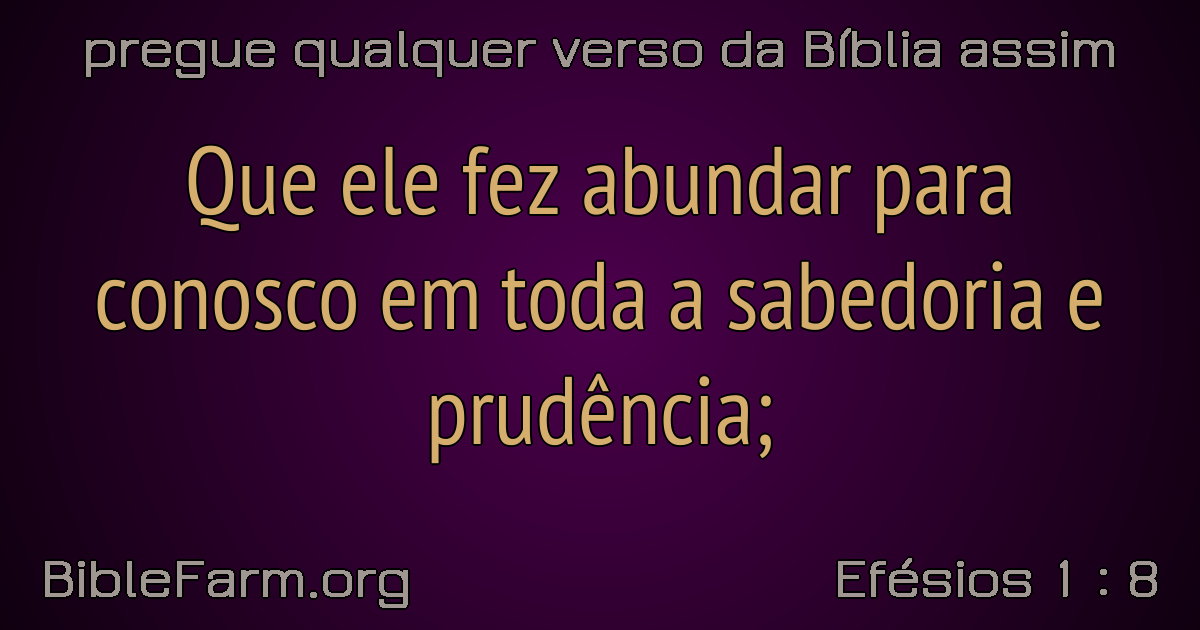 pregue qualquer verso da Bíblia assim
Que ele fez abundar para
conosco em toda a sabedoria e
prudência;
BibleFarm.org
Efésios 1 : 8